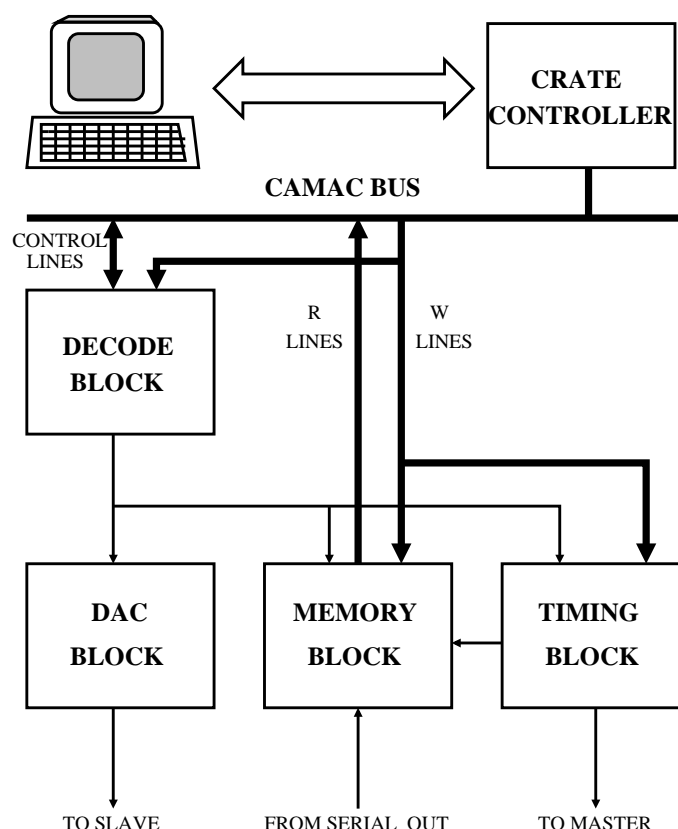 CRATE
CONTROLLER
CAMAC BUS
CONTROL
LINES
R
LINES
W
LINES
DECODE
BLOCK
DAC
BLOCK
MEMORY
BLOCK
TIMING
BLOCK
TO SLAVE
FROM SERIAL OUT
TO MASTER